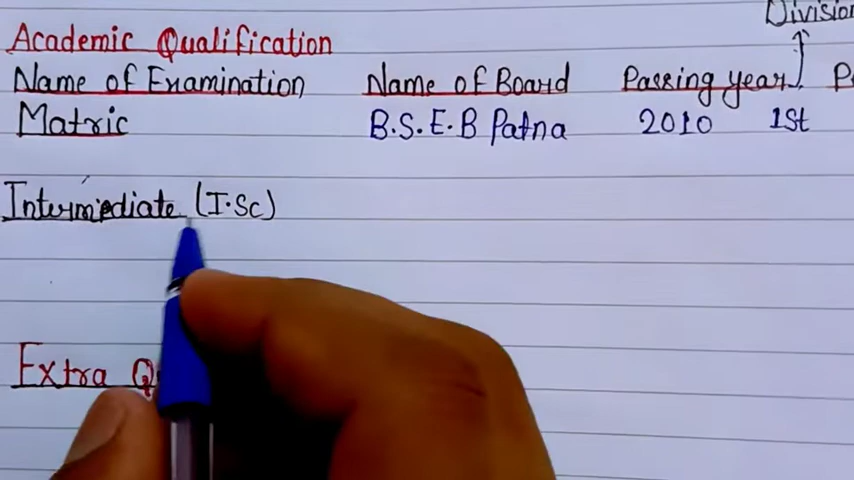 Division
Academic Qualification
Name of Examination Name of Board Passing year
Matric B.S.E.B Patna 2010 1st
Intermediate (I.Sc)
Extra